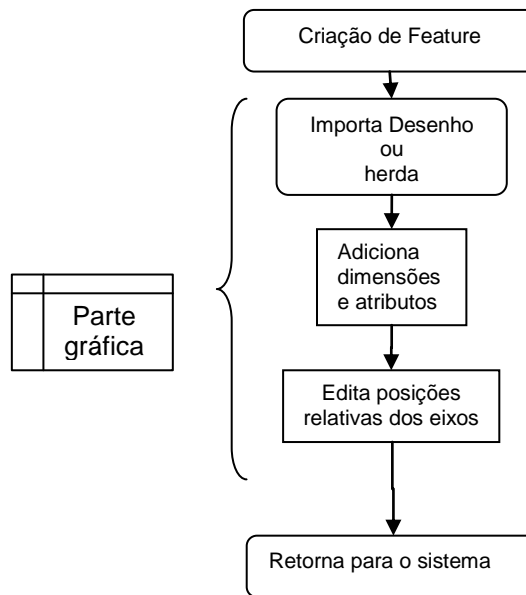 Criação de Feature
Importa Desenho
ou
herda
Adiciona
dimensões
e atributos
Parte
gráfica
Edita posições
relativas dos eixos
Retorna para o sistema